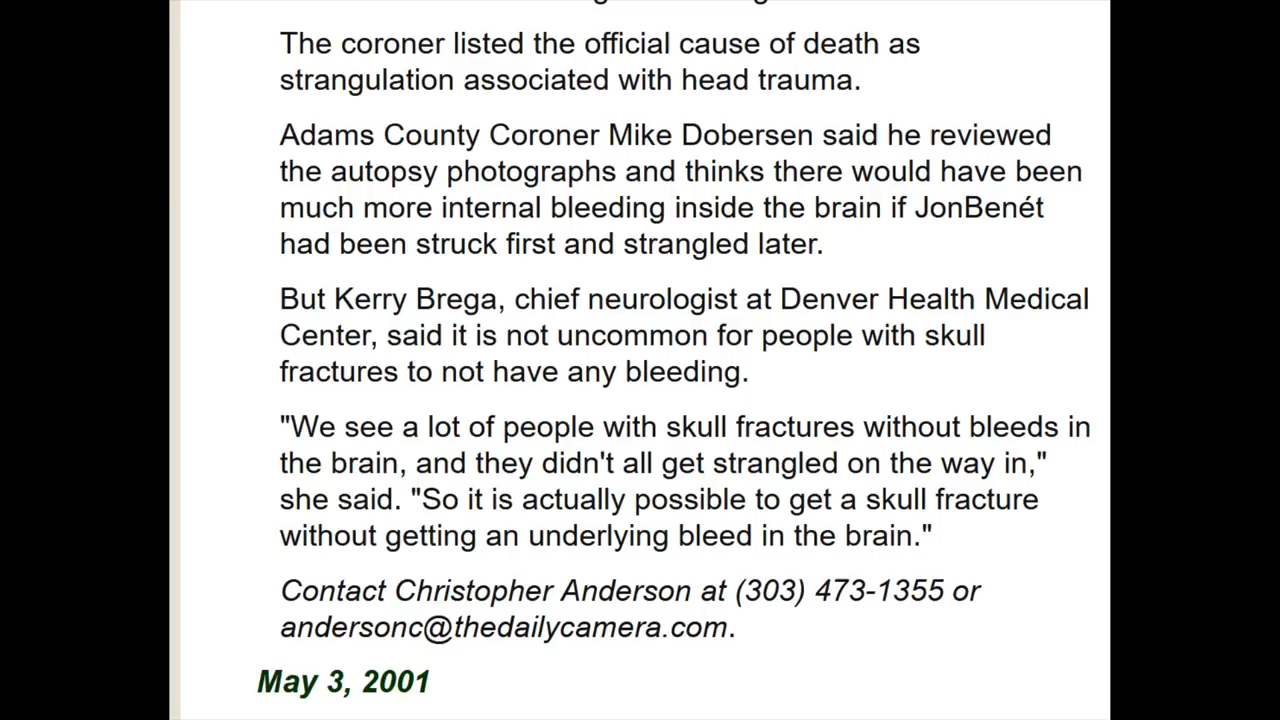 The coroner listed the official cause of death as
strangulation associated with head trauma.
Adams County Coroner Mike Dobersen said he reviewed
the autopsy photographs and thinks there would have been
much more internal bleeding inside the brain if JonBenét
had been struck first and strangled later.
But Kerry Brega, chief neurologist at Denver Health Medical
Center, said it is not uncommon for people with skull
fractures to not have any bleeding.
"We see a lot of people with skull fractures without bleeds in
the brain, and they didn't all get strangled on the way in,"
she said. "So it is actually possible to get a skull fracture
without getting an underlying bleed in the brain."
Contact Christopher Anderson at (303) 473-1355 or
andersonc@thedailycamera.com.
May 3, 2001